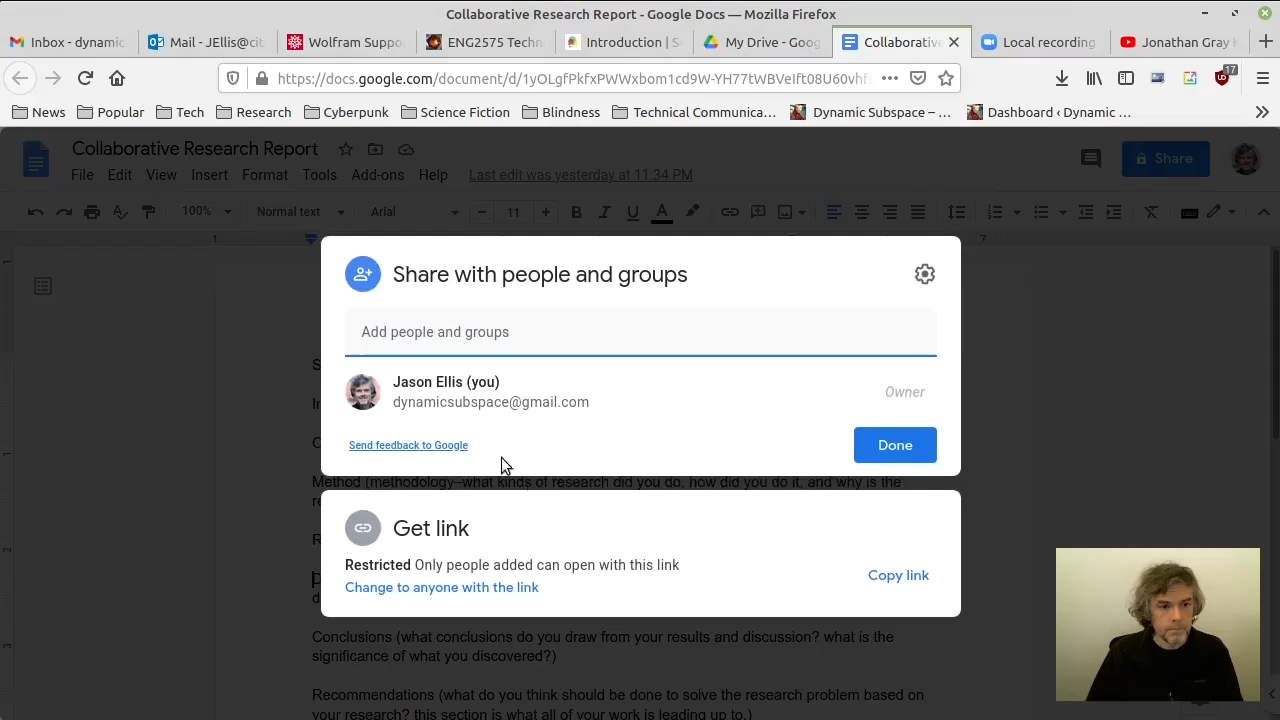 Collaborative Research Report - Google Docs — Mozilla Firefox
Inbox - dynamic
Mail - JEllis@cit
Wolfram Suppo
ENG2575 Techn
Introduction | S
My Drive - Goog
Collaborative
Local recording
Jonathan Gray
https://docs.google.com/document/d/1yOLgfPkfxPWWxbom1cd9W-YH77tWBVeIft08U60vhf
17
News
Popular
Tech
Research
Cyberpunk
Science Fiction
Blindness
Technical Communica…
Dynamic Subspace – …
Dashboard ‹ Dynamic …
Collaborative Research Report
Share
File Edit View Insert Format Tools Add-ons Help Last edit was yesterday at 11:34 PM
100% Normal text Arial 11 B I U A
1 7
Share with people and groups
Add people and groups
Jason Ellis (you)
dynamicsubspace@gmail.com
Owner
Send feedback to Google
Done
Method (methodology--what kinds of research did you do, how did you do it, and why is the
Get link
Restricted Only people added can open with this link
Change to anyone with the link
Copy link
Conclusions (what conclusions do you draw from your results and discussion? what is the
significance of what you discovered?)
Recommendations (what do you think should be done to solve the research problem based on
your research? this section is what all of your work is leading up to.)